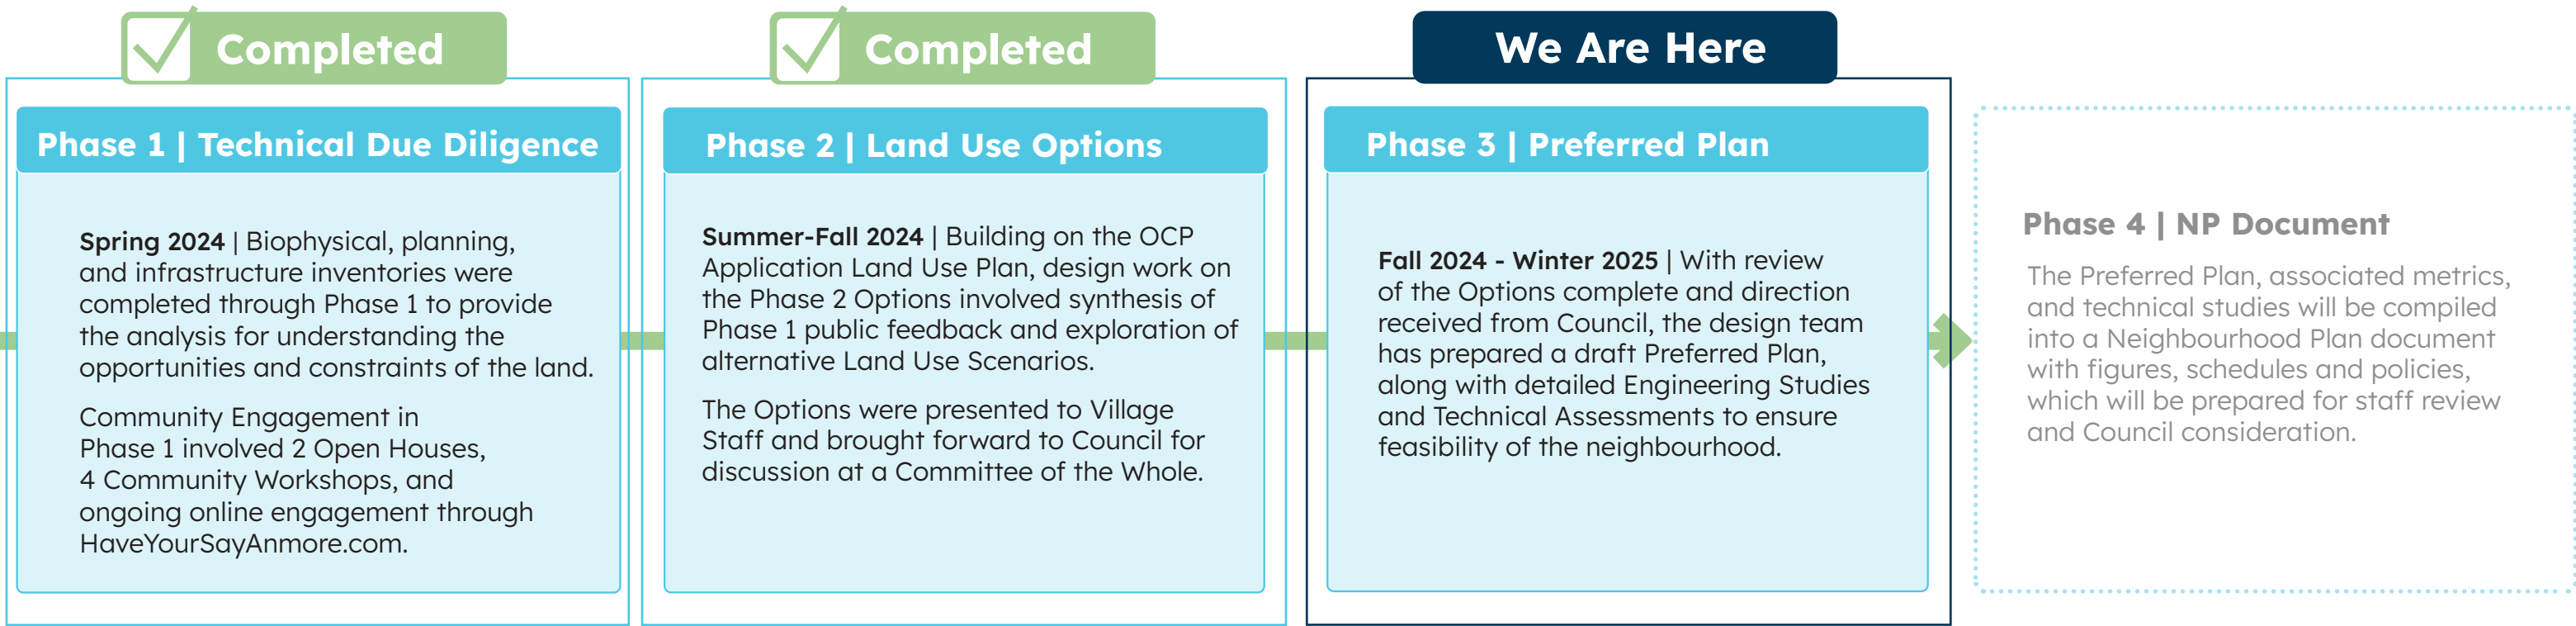 Completed
Phase 1 | Technical Due Diligence
Spring 2024 | Biophysical, planning,
and infrastructure inventories were
completed through Phase 1 to provide
the analysis for understanding the
opportunities and constraints of the land.
Community Engagement in
Phase 1 involved 2 Open Houses,
4 Community Workshops, and
ongoing online engagement through
HaveYourSayAnmore.com.
Completed
Phase 2 | Land Use Options
Summer-Fall 2024 | Building on the OCP
Application Land Use Plan, design work on
the Phase 2 Options involved synthesis of
Phase 1 public feedback and exploration of
alternative Land Use Scenarios.
The Options were presented to Village
Staff and brought forward to Council for
discussion at a Committee of the Whole.
We Are Here
Phase 3 | Preferred Plan
Fall 2024 - Winter 2025 | With review
of the Options complete and direction
received from Council, the design team
has prepared a draft Preferred Plan,
along with detailed Engineering Studies
and Technical Assessments to ensure
feasibility of the neighbourhood.
Phase 4 | NP Document
The Preferred Plan, associated metrics,
and technical studies will be compiled
into a Neighbourhood Plan document
with figures, schedules and policies,
which will be prepared for staff review
and Council consideration.